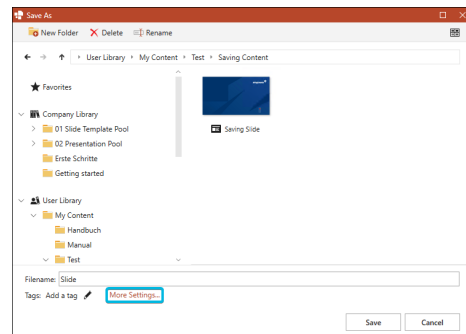 Save As
New Folder Delete Rename
User Library My Content Test Saving Content
Favorites
Company Library
01 Slide Template Pool
02 Presentation Pool
Erste Schritte
Getting started
User Library
My Content
Handbuch
Manual
Test
Saving Slide
Filename: Slide
Tags: Add a tag More Settings...
Save Cancel